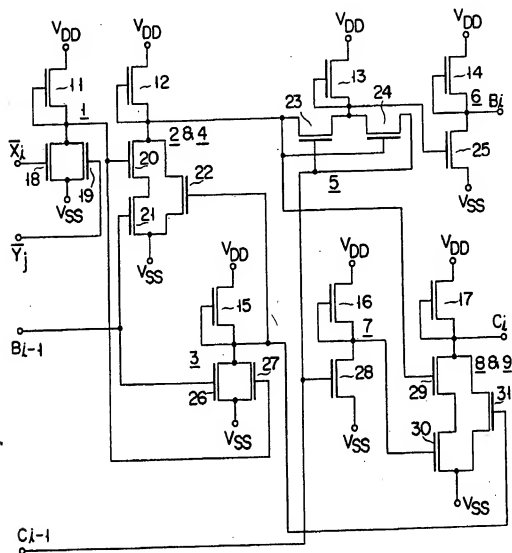 VDD VDD VDD VDD
11 12 13 14
1 2 & 4 23 24 6 Bi
X̅i 18 19 20 22 5 25
VSS 21 VSS
Y̅j VSS
VDD VDD VDD
Bi-1 15 16 17
3 7 Ci
26 27 28 29 8 & 9
30 31
VSS VSS VSS
Ci-1